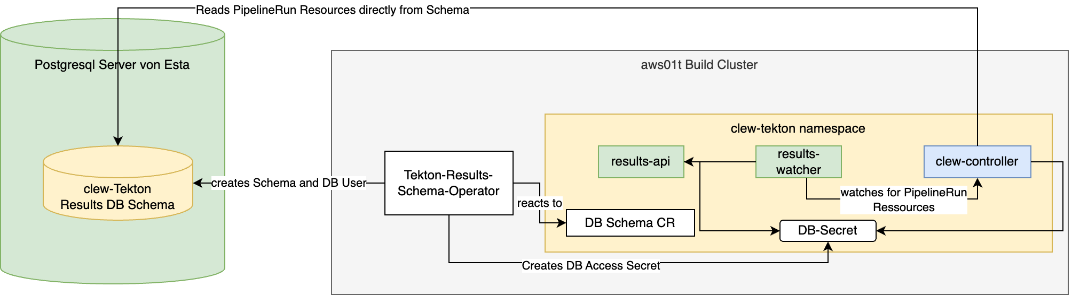 Reads PipelineRun Resources directly from Schema
Postgresql Server von Esta
aws01t Build Cluster
clew-tekton namespace
results-api
results-
watcher
clew-controller
Tekton-Results-
Schema-Operator
clew-Tekton
Results DB Schema
creates Schema and DB User
reacts to
watches for PipelineRun
Ressources
DB Schema CR
DB-Secret
Creates DB Access Secret